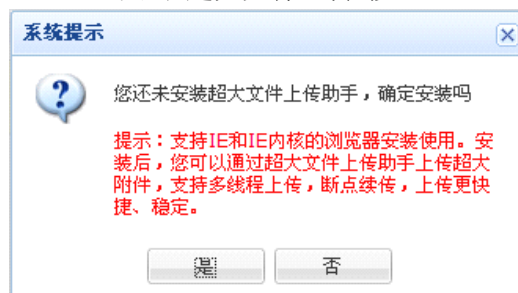 系统提示
您还未安装超大文件上传助手，确定安装吗
提示：支持IE和IE内核的浏览器安装使用。安
装后，您可以通过超大文件上传助手上传超大
附件，支持多线程上传，断点续传，上传更快
捷、稳定。
是
否